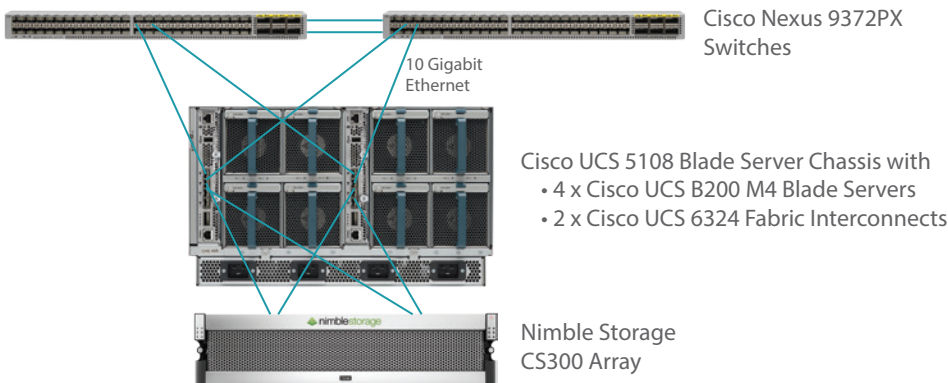 Cisco Nexus 9372PX
Switches
10 Gigabit
Ethernet
Cisco UCS 5108 Blade Server Chassis with
• 4 x Cisco UCS B200 M4 Blade Servers
• 2 x Cisco UCS 6324 Fabric Interconnects
nimblestorage
Nimble Storage
CS300 Array